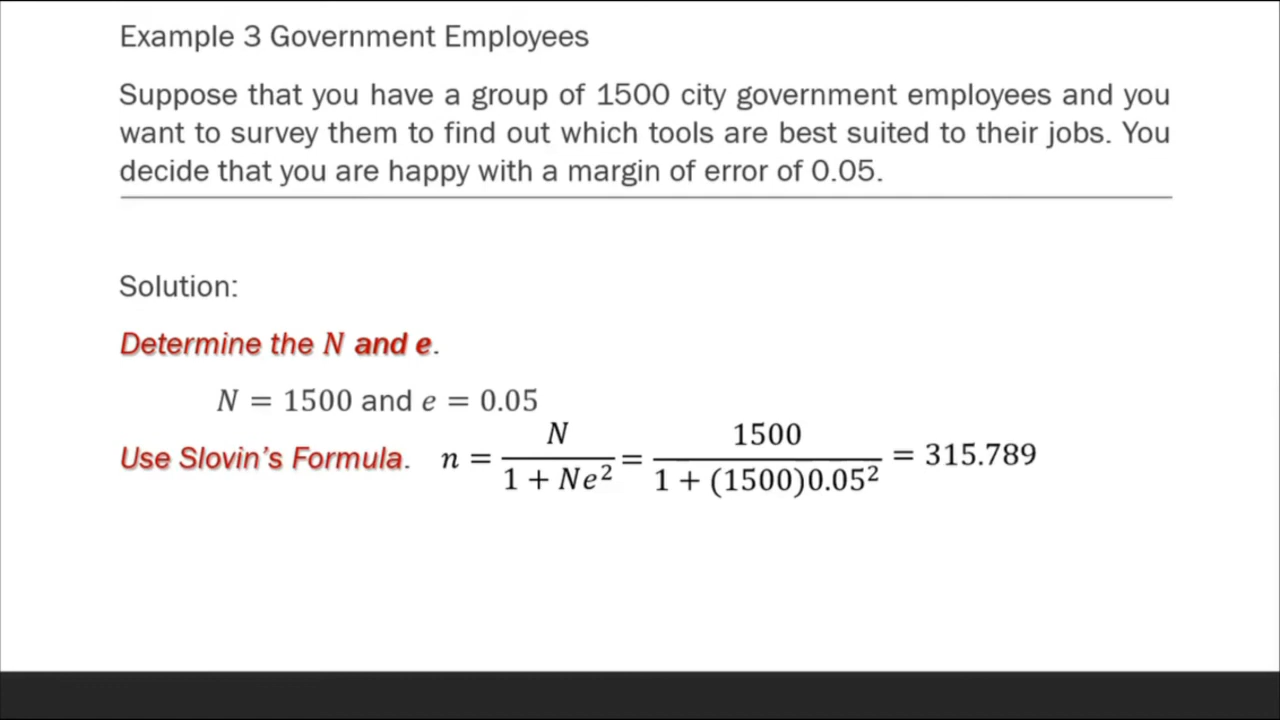 Example 3 Government Employees
Suppose that you have a group of 1500 city government employees and you
want to survey them to find out which tools are best suited to their jobs. You
decide that you are happy with a margin of error of 0.05.
Solution:
Determine the N and e.
N = 1500 and e = 0.05
Use Slovin's Formula. n = N / (1 + Ne²) = 1500 / (1 + (1500)0.05²) = 315.789